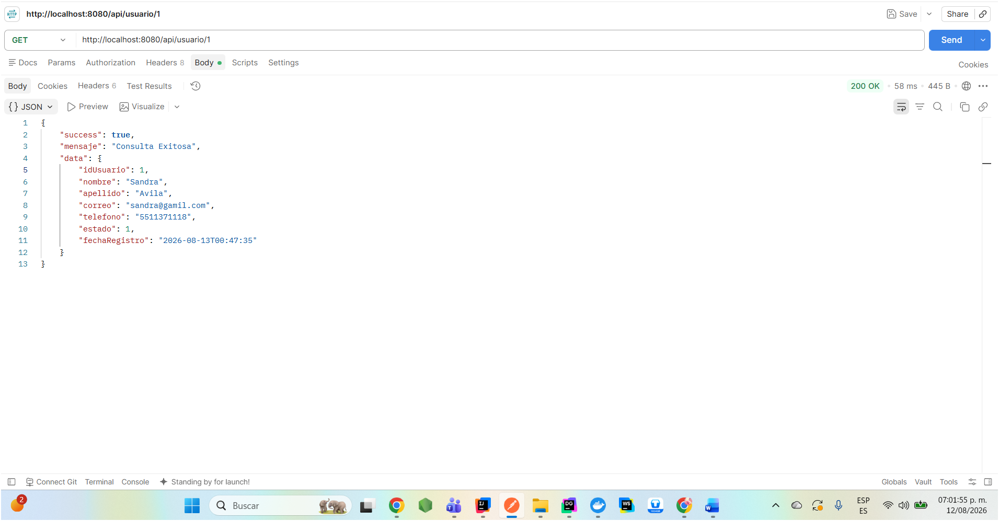 HTTP http://localhost:8080/api/usuario/1 Save Share
GET http://localhost:8080/api/usuario/1 Send
Docs Params Authorization Headers 8 Body Scripts Settings Cookies
Body Cookies Headers 6 Test Results 200 OK • 58 ms • 445 B
{} JSON Preview Visualize
1 {
2 "success": true,
3 "mensaje": "Consulta Exitosa",
4 "data": {
5 "idUsuario": 1,
6 "nombre": "Sandra",
7 "apellido": "Avila",
8 "correo": "sandra@gamil.com",
9 "telefono": "5511371118",
10 "estado": 1,
11 "fechaRegistro": "2026-08-13T00:47:35"
12 }
13 }
Connect Git Terminal Console Standing by for launch! Globals Vault Tools
2 Buscar T IJ DG WS W ESP 07:01:55 p. m.
ES 12/08/2026